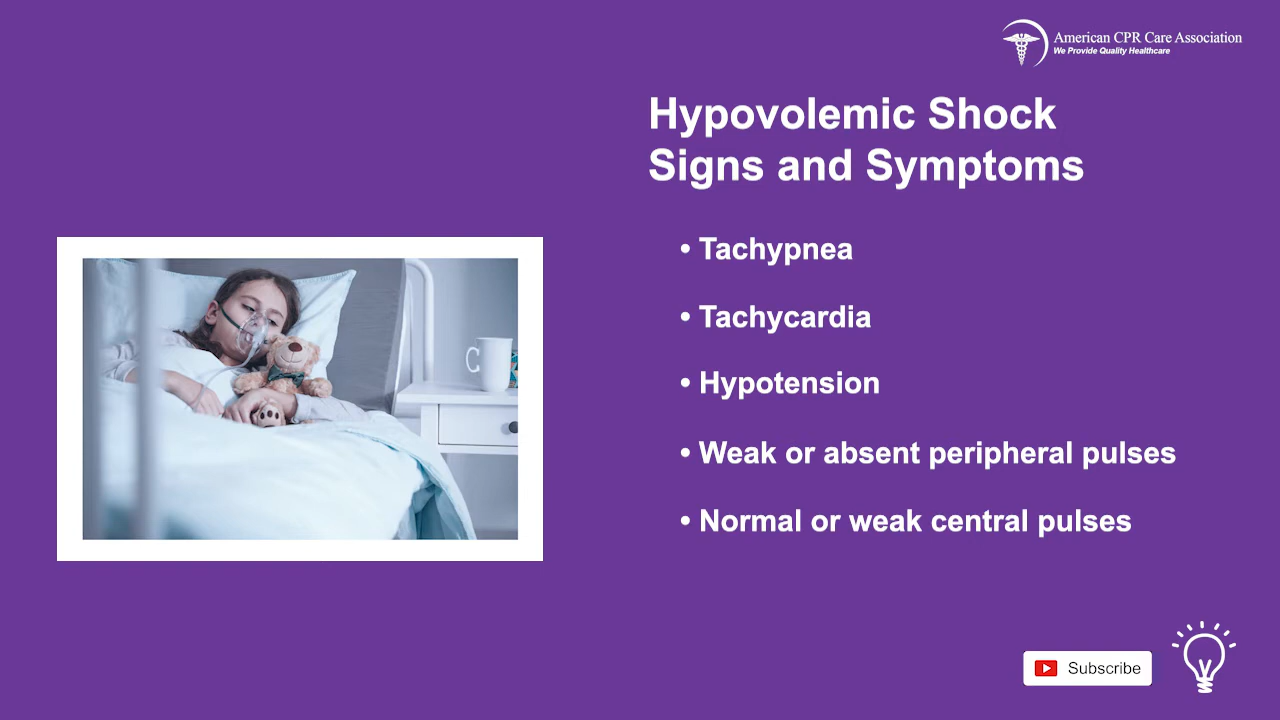 American CPR Care Association
We Provide Quality Healthcare
Hypovolemic Shock
Signs and Symptoms
• Tachypnea
• Tachycardia
• Hypotension
• Weak or absent peripheral pulses
• Normal or weak central pulses
Subscribe